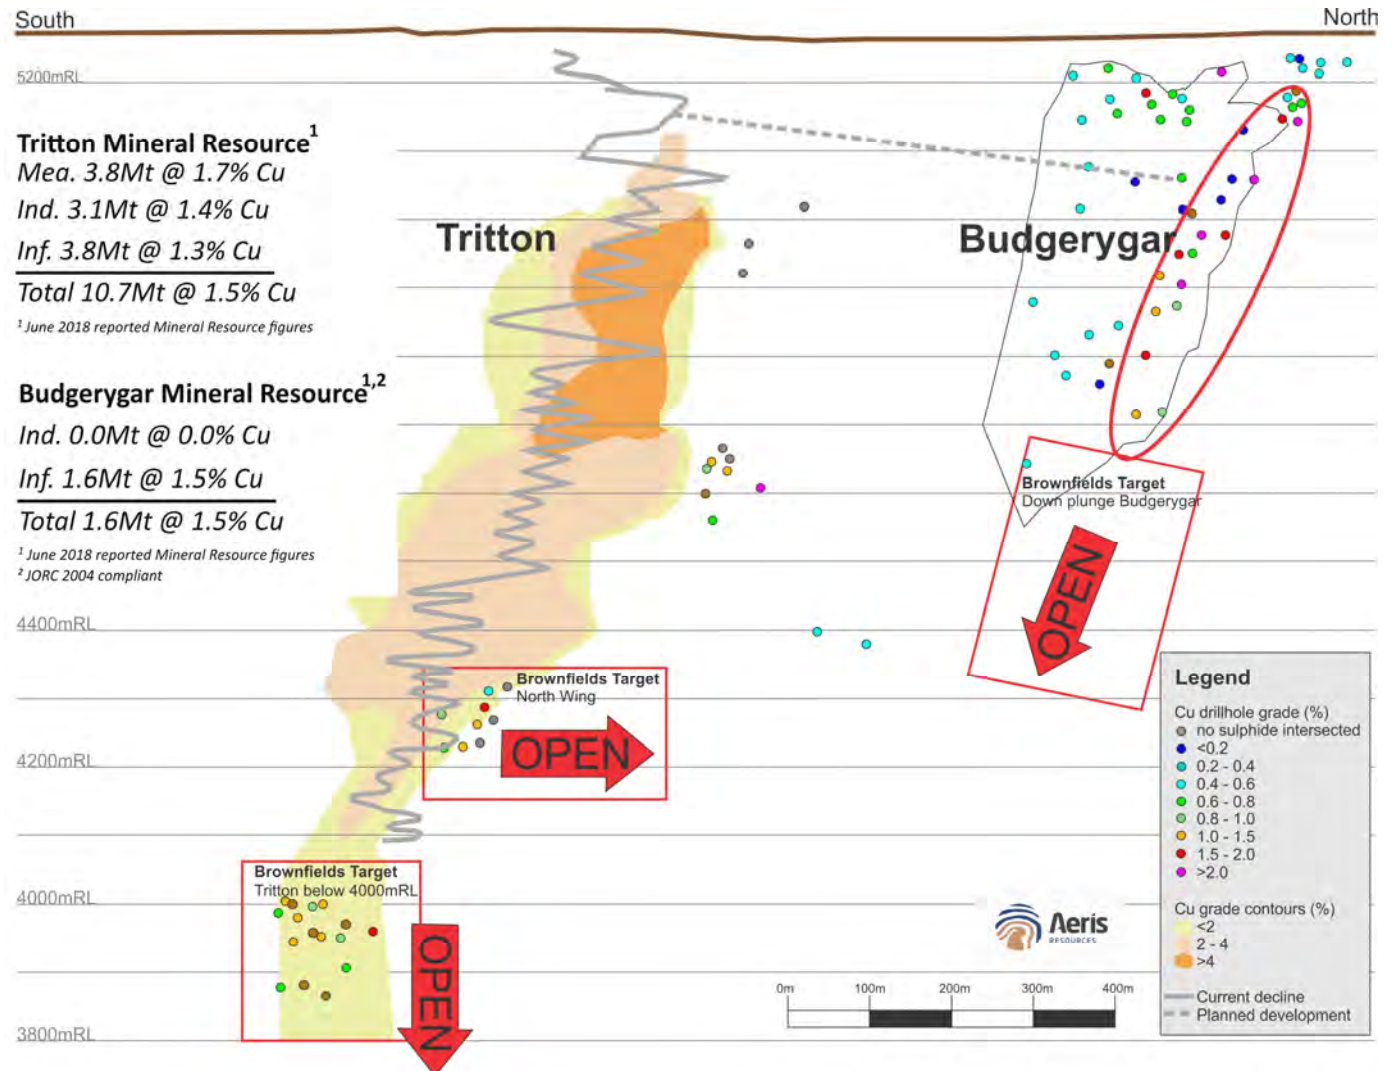 South
North
5200mRL
Tritton Mineral Resource¹
Mea. 3.8Mt @ 1.7% Cu
Ind. 3.1Mt @ 1.4% Cu
Inf. 3.8Mt @ 1.3% Cu
Total 10.7Mt @ 1.5% Cu
¹ June 2018 reported Mineral Resource figures
Tritton
Budgerygar
Budgerygar Mineral Resource¹,²
Ind. 0.0Mt @ 0.0% Cu
Inf. 1.6Mt @ 1.5% Cu
Total 1.6Mt @ 1.5% Cu
¹ June 2018 reported Mineral Resource figures
² JORC 2004 compliant
Brownfields Target
Down plunge Budgerygar
OPEN
4400mRL
Brownfields Target
North Wing
OPEN
4200mRL
Brownfields Target
Tritton below 4000mRL
4000mRL
OPEN
3800mRL
Aeris
RESOURCES
0m
100m
200m
300m
400m
Legend
Cu drillhole grade (%)
no sulphide intersected
<0.2
0.2 - 0.4
0.4 - 0.6
0.6 - 0.8
0.8 - 1.0
1.0 - 1.5
1.5 - 2.0
>2.0
Cu grade contours (%)
<2
2 - 4
>4
Current decline
Planned development